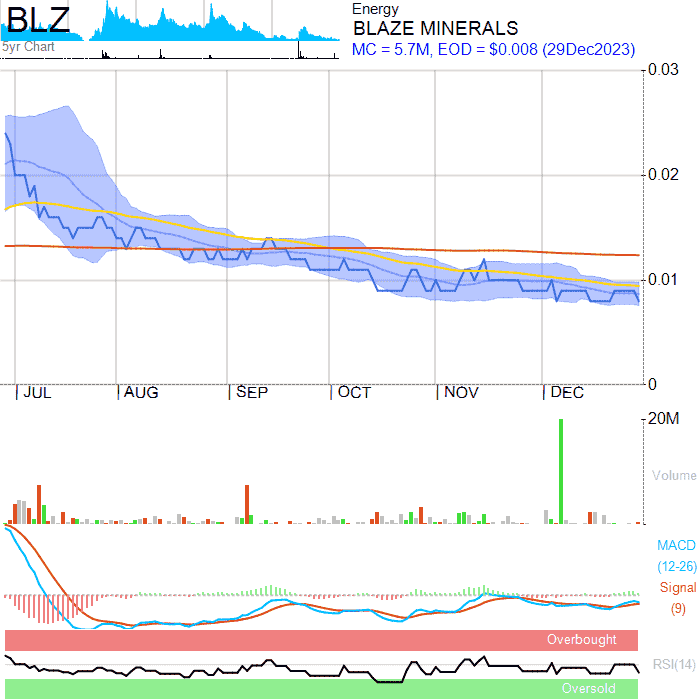 BLZ
5yr Chart
Energy
BLAZE MINERALS
MC = 5.7M, EOD = $0.008 (29Dec2023)
0.03
0.02
0.01
0
JUL AUG SEP OCT NOV DEC
20M
Volume
MACD
(12-26)
Signal
(9)
Overbought
RSI(14)
Oversold